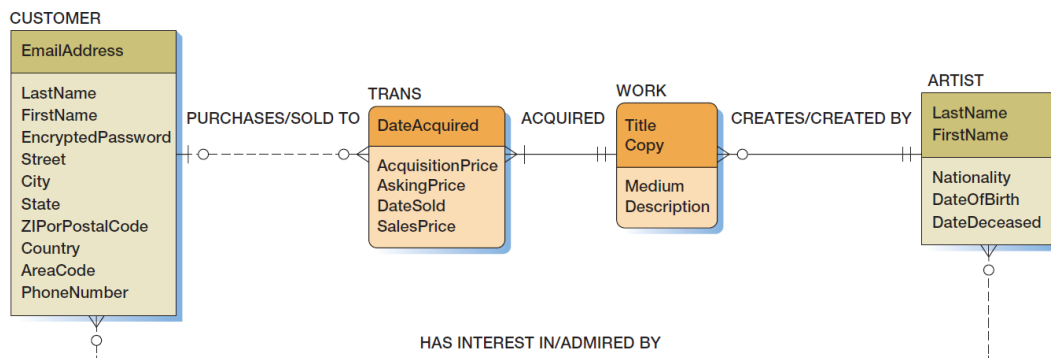 CUSTOMER
EmailAddress
LastName
FirstName
EncryptedPassword
Street
City
State
ZIPorPostalCode
Country
AreaCode
PhoneNumber
PURCHASES/SOLD TO
TRANS
DateAcquired
AcquisitionPrice
AskingPrice
DateSold
SalesPrice
ACQUIRED
WORK
Title
Copy
Medium
Description
CREATES/CREATED BY
ARTIST
LastName
FirstName
Nationality
DateOfBirth
DateDeceased
HAS INTEREST IN/ADMIRED BY